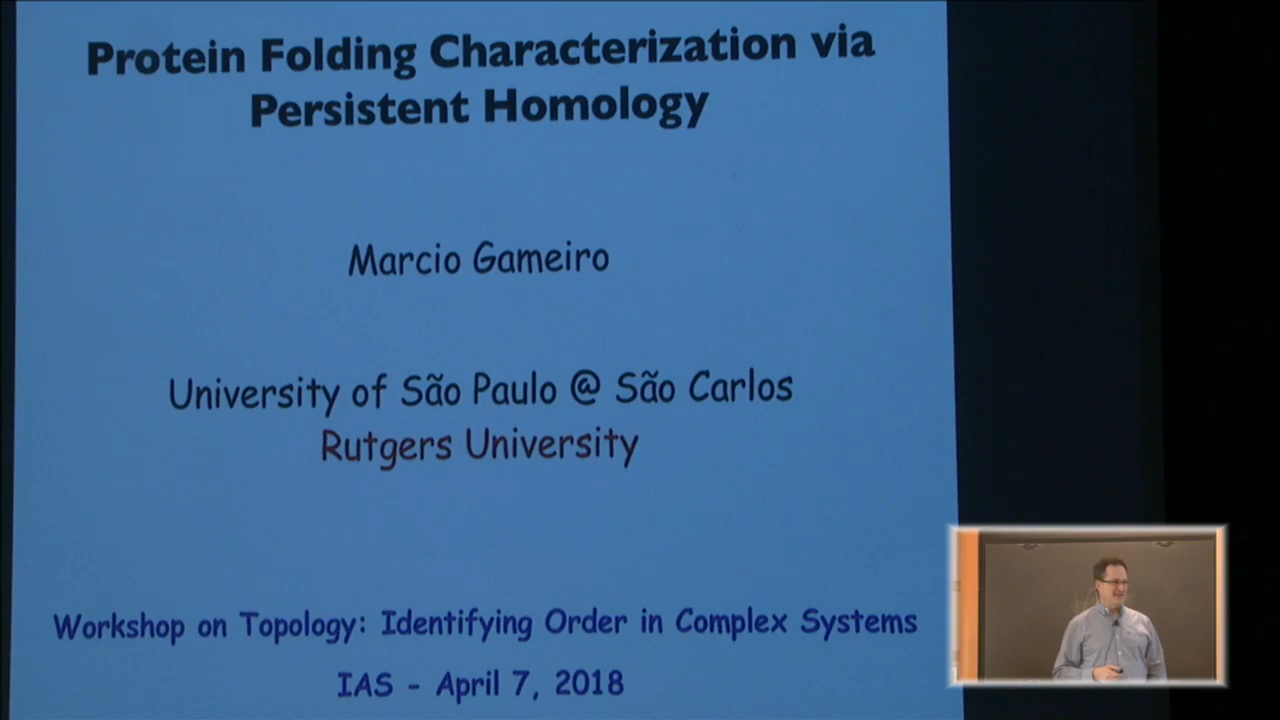 Protein Folding Characterization via
Persistent Homology
Marcio Gameiro
University of São Paulo @ São Carlos
Rutgers University
Workshop on Topology: Identifying Order in Complex Systems
IAS - April 7, 2018